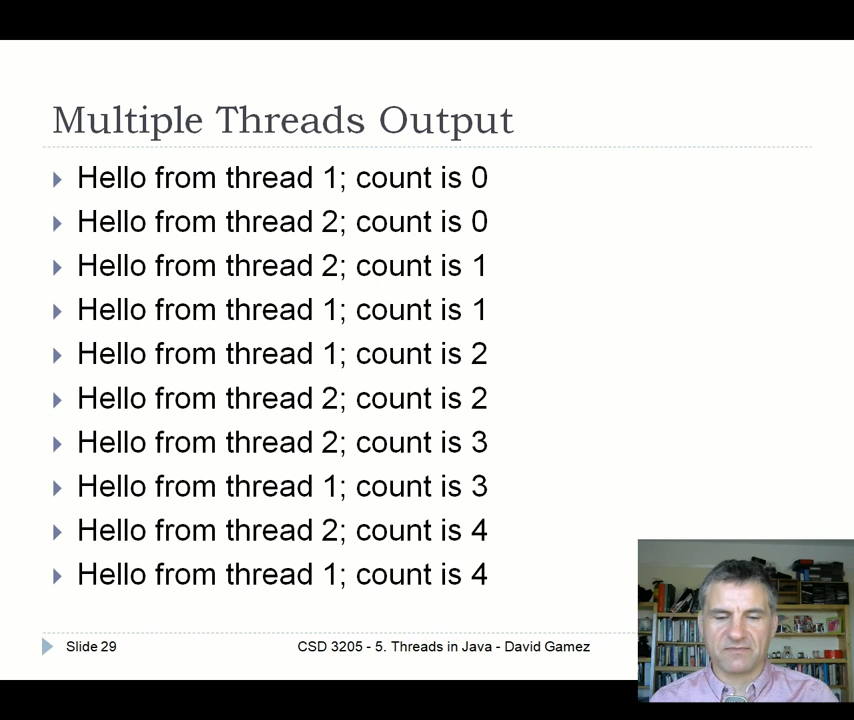 Multiple Threads Output
Hello from thread 1; count is 0
Hello from thread 2; count is 0
Hello from thread 2; count is 1
Hello from thread 1; count is 1
Hello from thread 1; count is 2
Hello from thread 2; count is 2
Hello from thread 2; count is 3
Hello from thread 1; count is 3
Hello from thread 2; count is 4
Hello from thread 1; count is 4
Slide 29
CSD 3205 - 5. Threads in Java - David Gamez